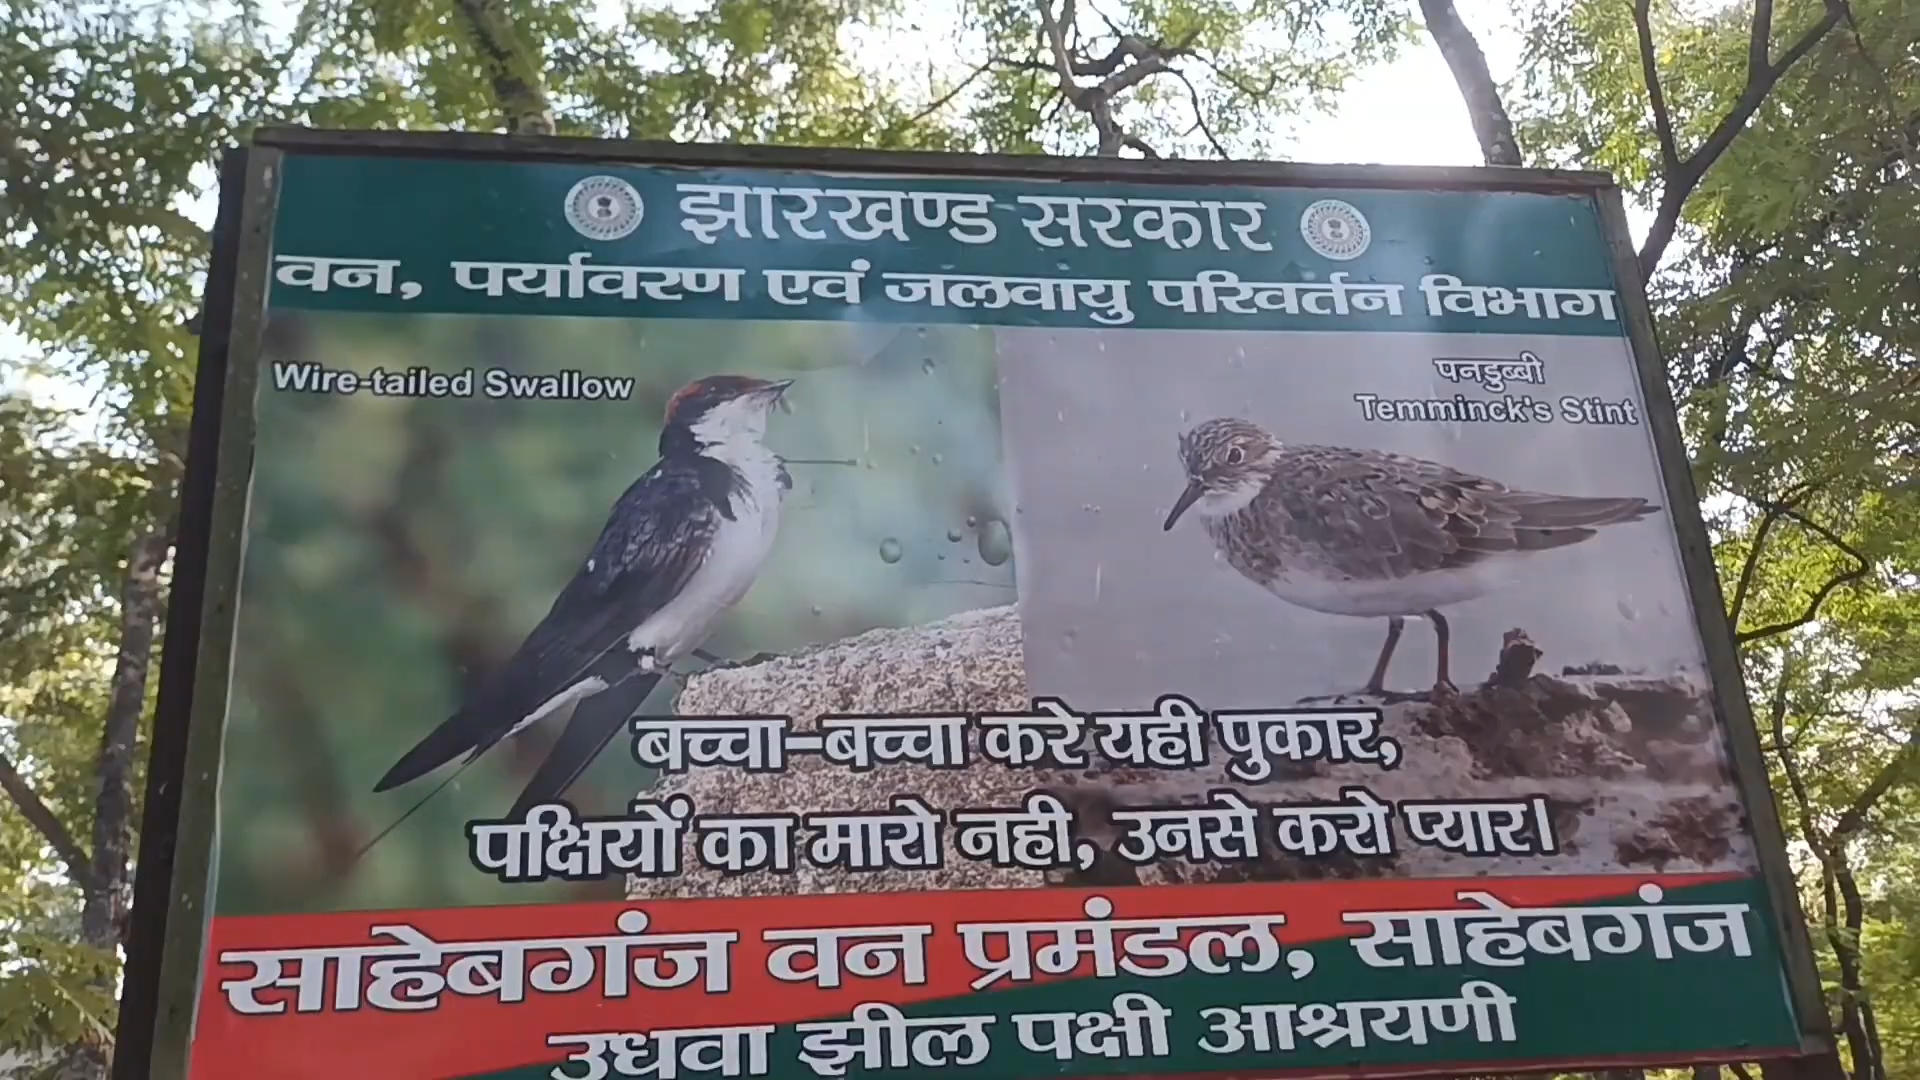 झारखण्ड सरकार
वन, पर्यावरण एवं जलवायु परिवर्तन विभाग
Wire-tailed Swallow
पनडुब्बी
Temminck's Stint
बच्चा-बच्चा करे यही पुकार,
पक्षियों का मारो नही, उनसे करो प्यार।
साहेबगंज वन प्रमंडल, साहेबगंज
उधवा झील पक्षी आश्रयणी